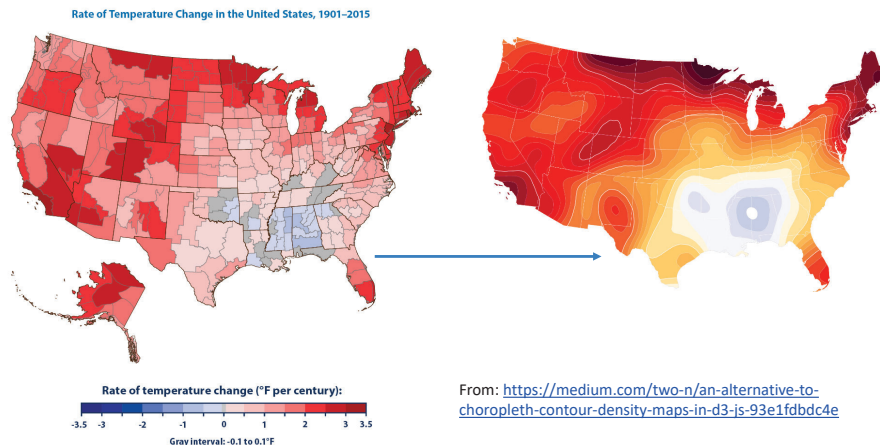 Rate of Temperature Change in the United States, 1901–2015
Rate of temperature change (°F per century):
-3.5 -3 -2 -1 0 1 2 3 3.5
Gray interval: -0.1 to 0.1°F
From: https://medium.com/two-n/an-alternative-to-
choropleth-contour-density-maps-in-d3-js-93e1fdbdc4e